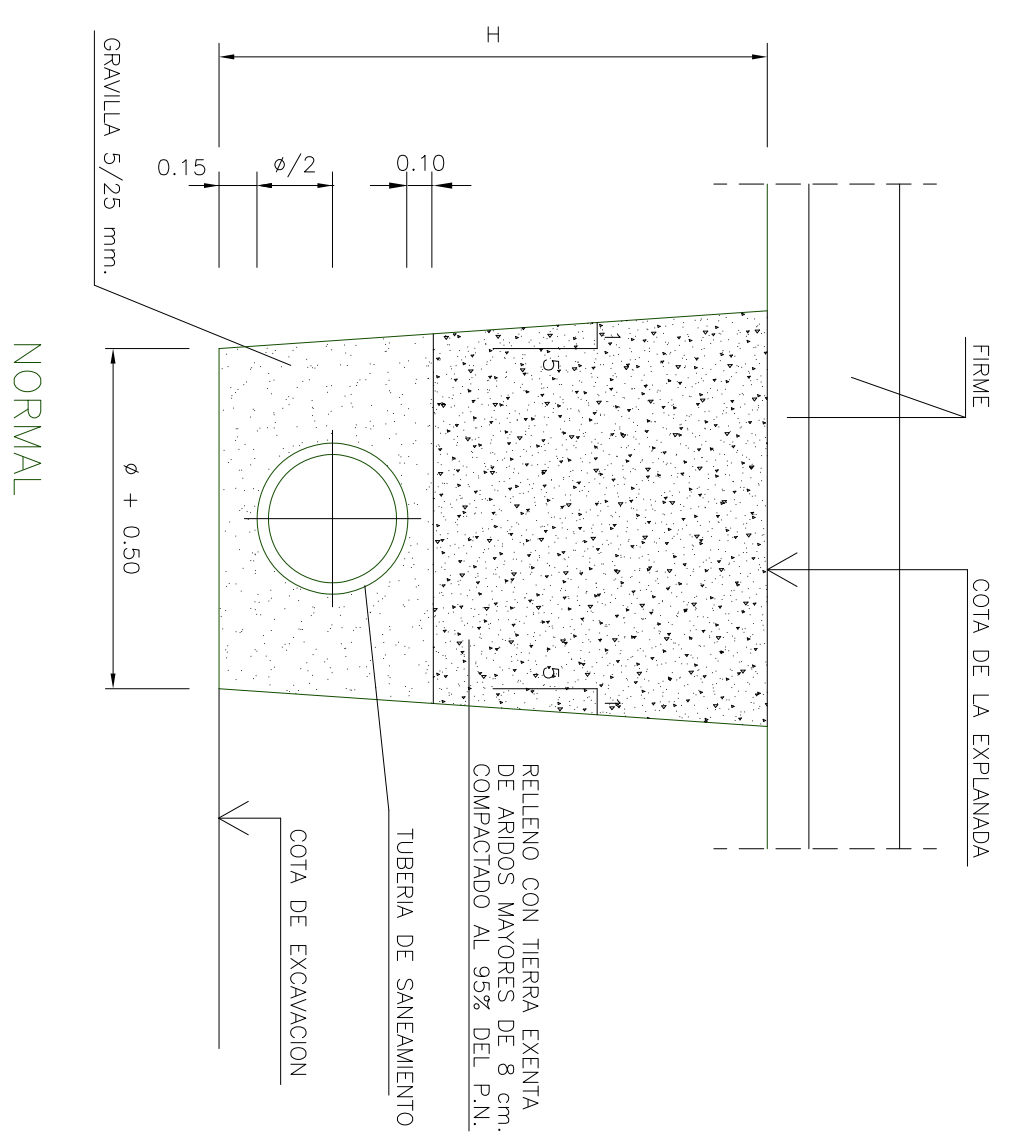 H
GRAVILLA 5/25 mm.
0.15
ø/2
0.10
FIRME
COTA DE LA EXPLANADA
1
5
5
1
ø + 0.50
RELLENO CON TIERRA EXENTA
DE ARIDOS MAYORES DE 8 cm.
COMPACTADO AL 95% DEL P.N.
TUBERIA DE SANEAMIENTO
COTA DE EXCAVACION
NORMAL